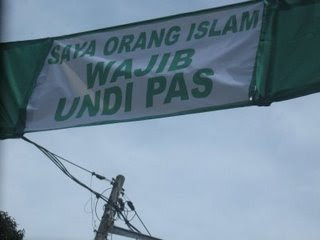 SAYA ORANG ISLAM
WAJIB
UNDI PAS